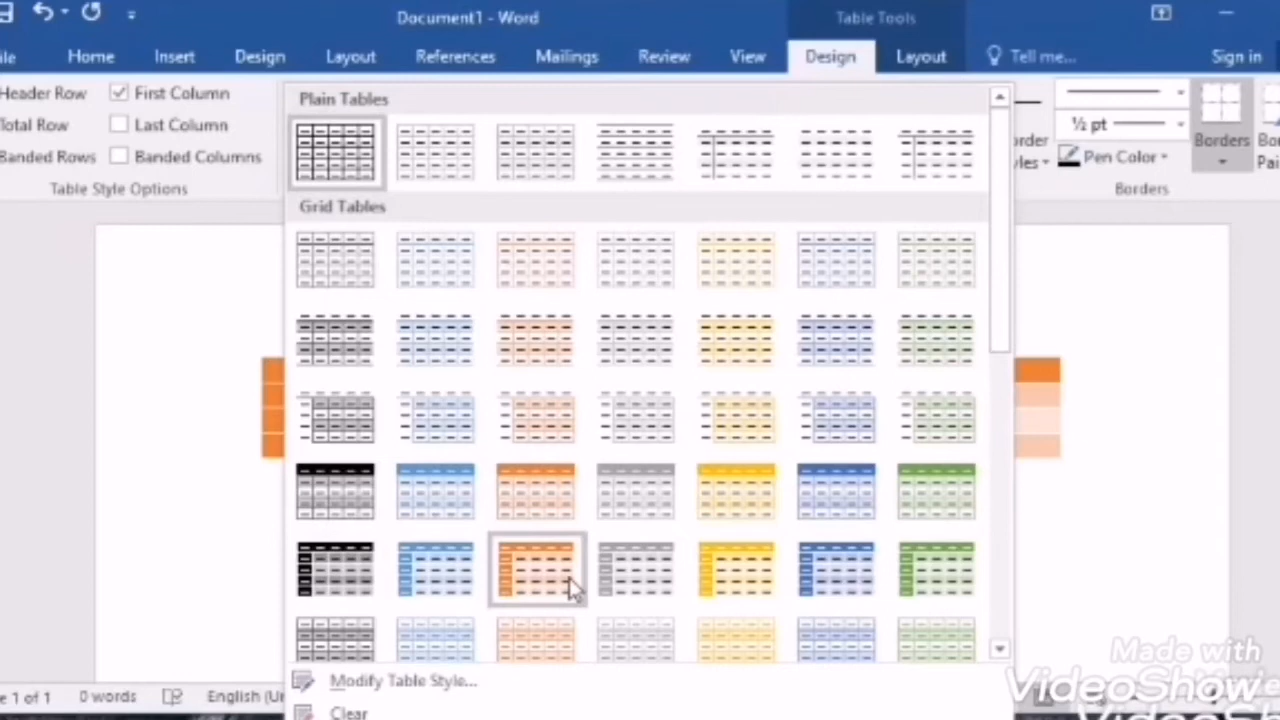 Document1 - Word
Table Tools
Home
Insert
Design
Layout
References
Mailings
Review
View
Design
Layout
Tell me...
Sign in
Header Row
First Column
Total Row
Last Column
Banded Rows
Banded Columns
Table Style Options
Plain Tables
Grid Tables
½ pt
Pen Color
Borders
Borders
Modify Table Style...
Clear
1 of 1
0 words
English (Un
Made with
VideoShow